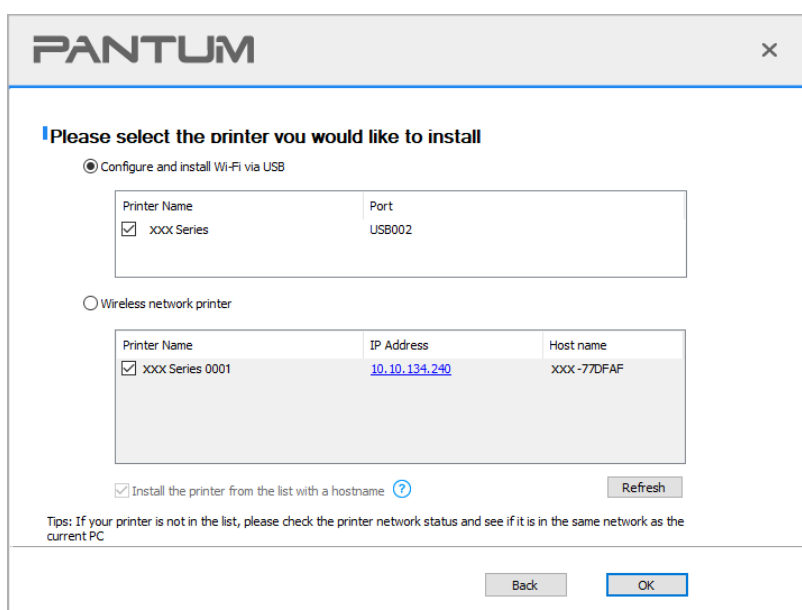 PANTUM
Please select the printer you would like to install
Configure and install Wi-Fi via USB
Printer Name Port
XXX Series USB002
Wireless network printer
Printer Name IP Address Host name
XXX Series 0001 10.10.134.240 XXX-77DFAF
Install the printer from the list with a hostname ? Refresh
Tips: If your printer is not in the list, please check the printer network status and see if it is in the same network as the
current PC
Back OK